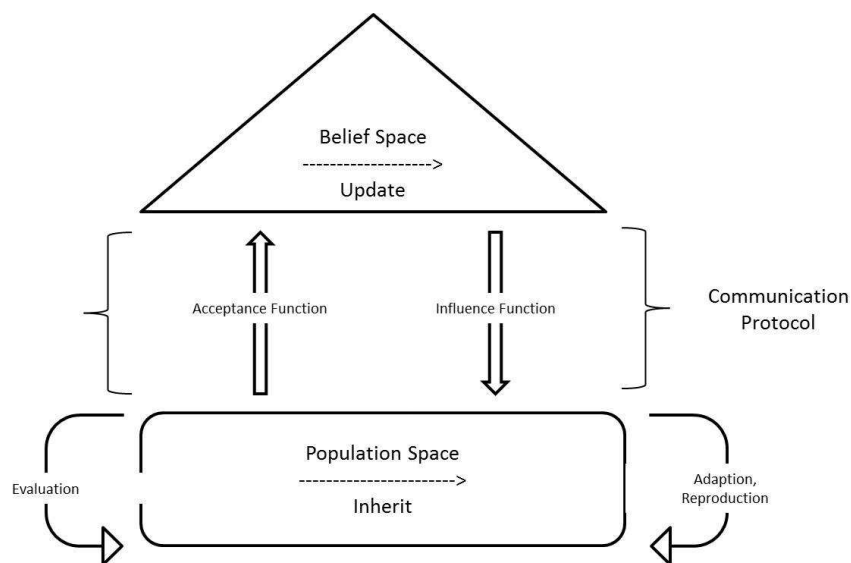 Belief Space
-------------------->
Update
Acceptance Function
Influence Function
Communication
Protocol
Population Space
------------------------>
Inherit
Evaluation
Adaption,
Reproduction